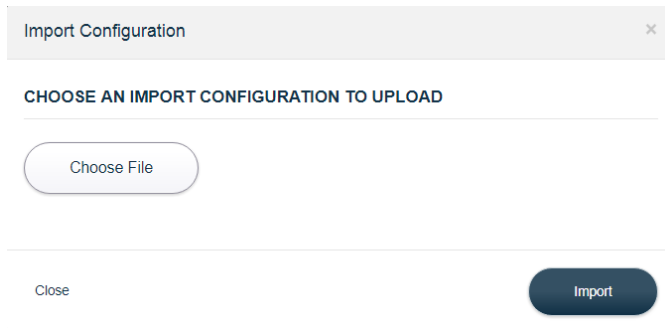 Import Configuration ×
CHOOSE AN IMPORT CONFIGURATION TO UPLOAD
Choose File
Close Import